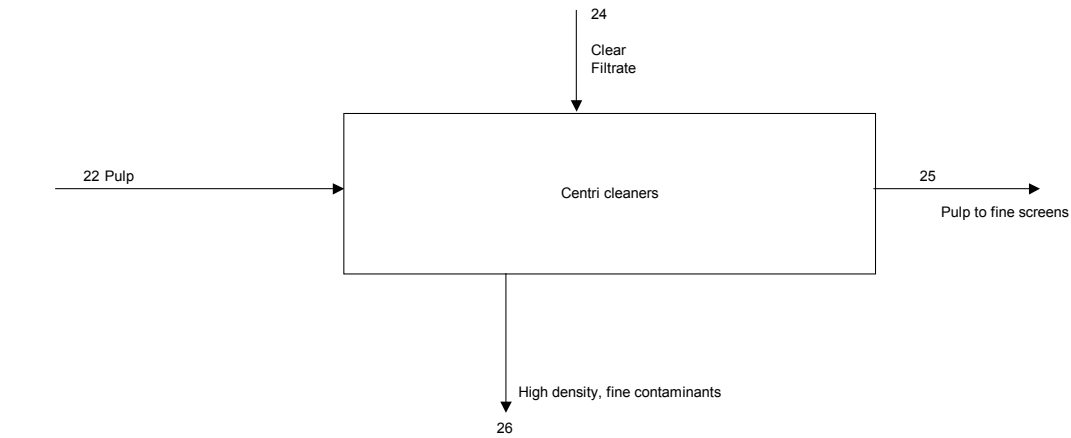 24
Clear
Filtrate
22 Pulp
Centri cleaners
25
Pulp to fine screens
High density, fine contaminants
26